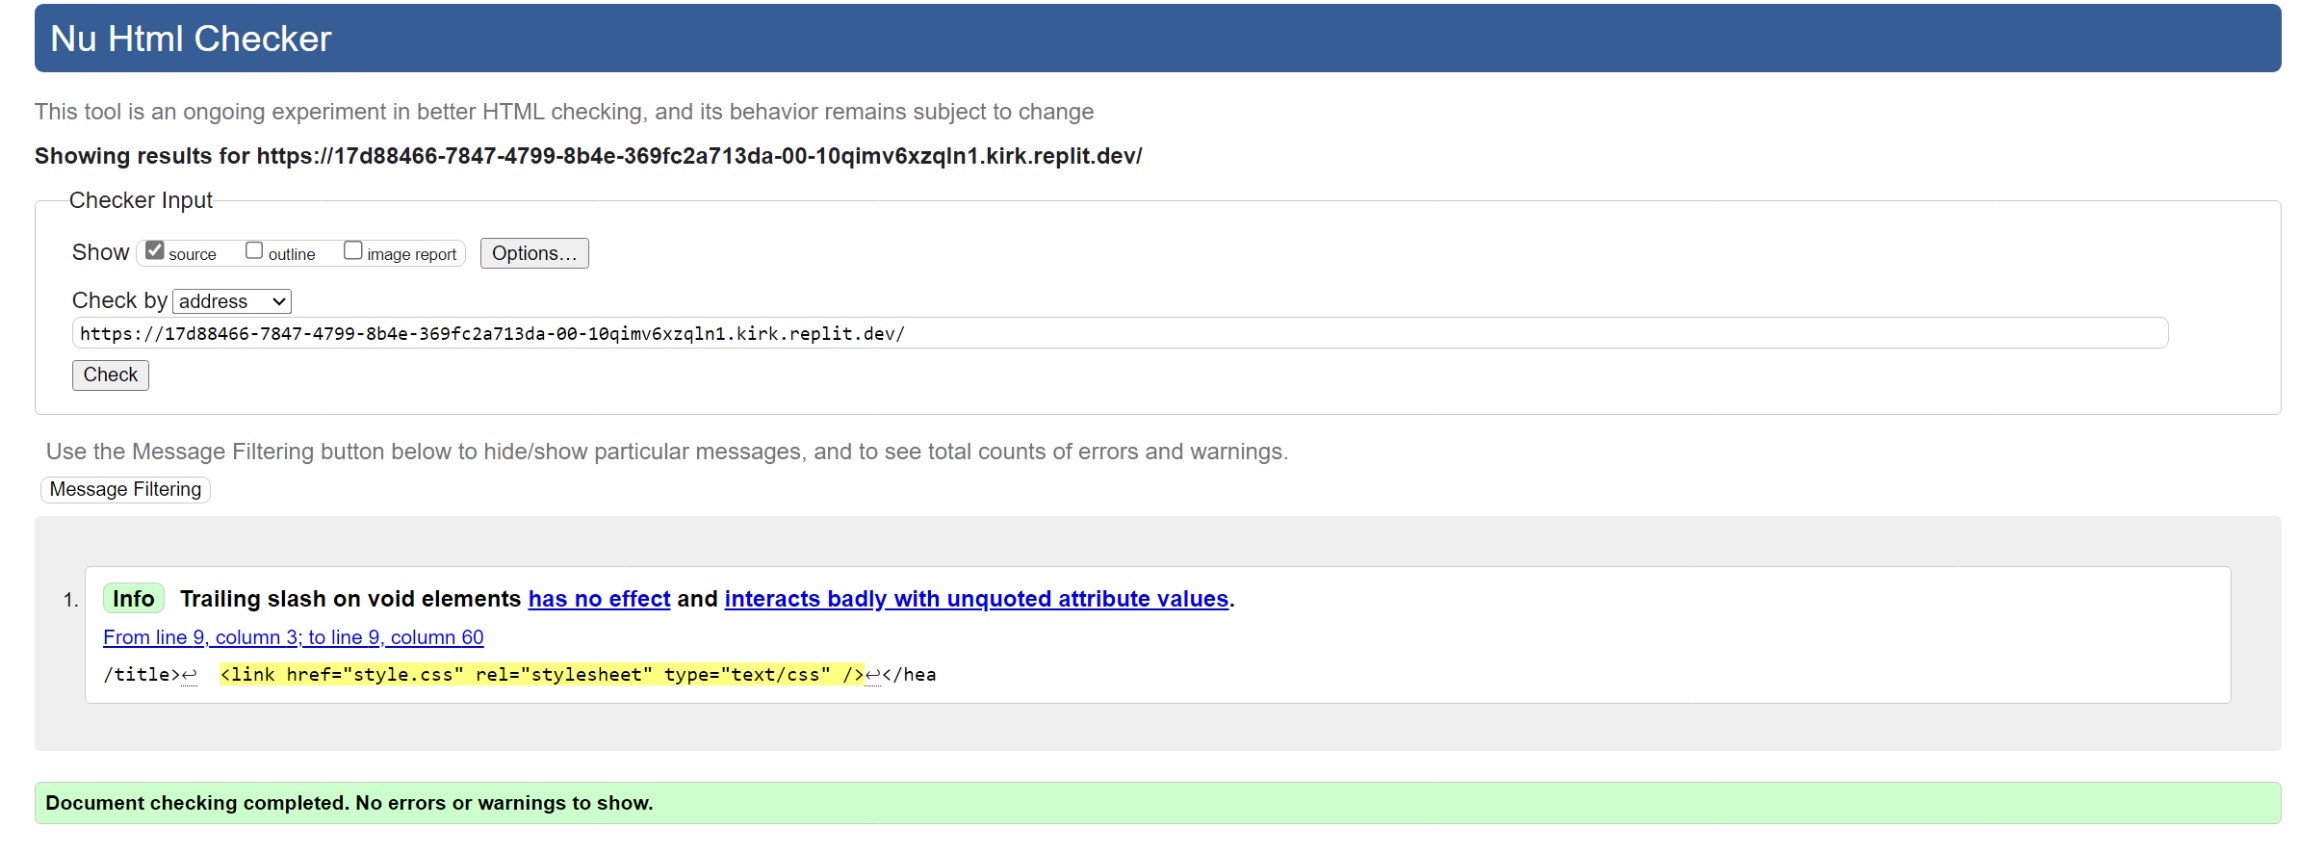 Nu Html Checker
This tool is an ongoing experiment in better HTML checking, and its behavior remains subject to change
Showing results for https://17d88466-7847-4799-8b4e-369fc2a713da-00-10qimv6xzqln1.kirk.replit.dev/
Checker Input
Show source outline image report Options...
Check by address
https://17d88466-7847-4799-8b4e-369fc2a713da-00-10qimv6xzqln1.kirk.replit.dev/
Check
Use the Message Filtering button below to hide/show particular messages, and to see total counts of errors and warnings.
Message Filtering
1. Info Trailing slash on void elements has no effect and interacts badly with unquoted attribute values.
From line 9, column 3; to line 9, column 60
/title>↩ <link href="style.css" rel="stylesheet" type="text/css" />↩</hea
Document checking completed. No errors or warnings to show.